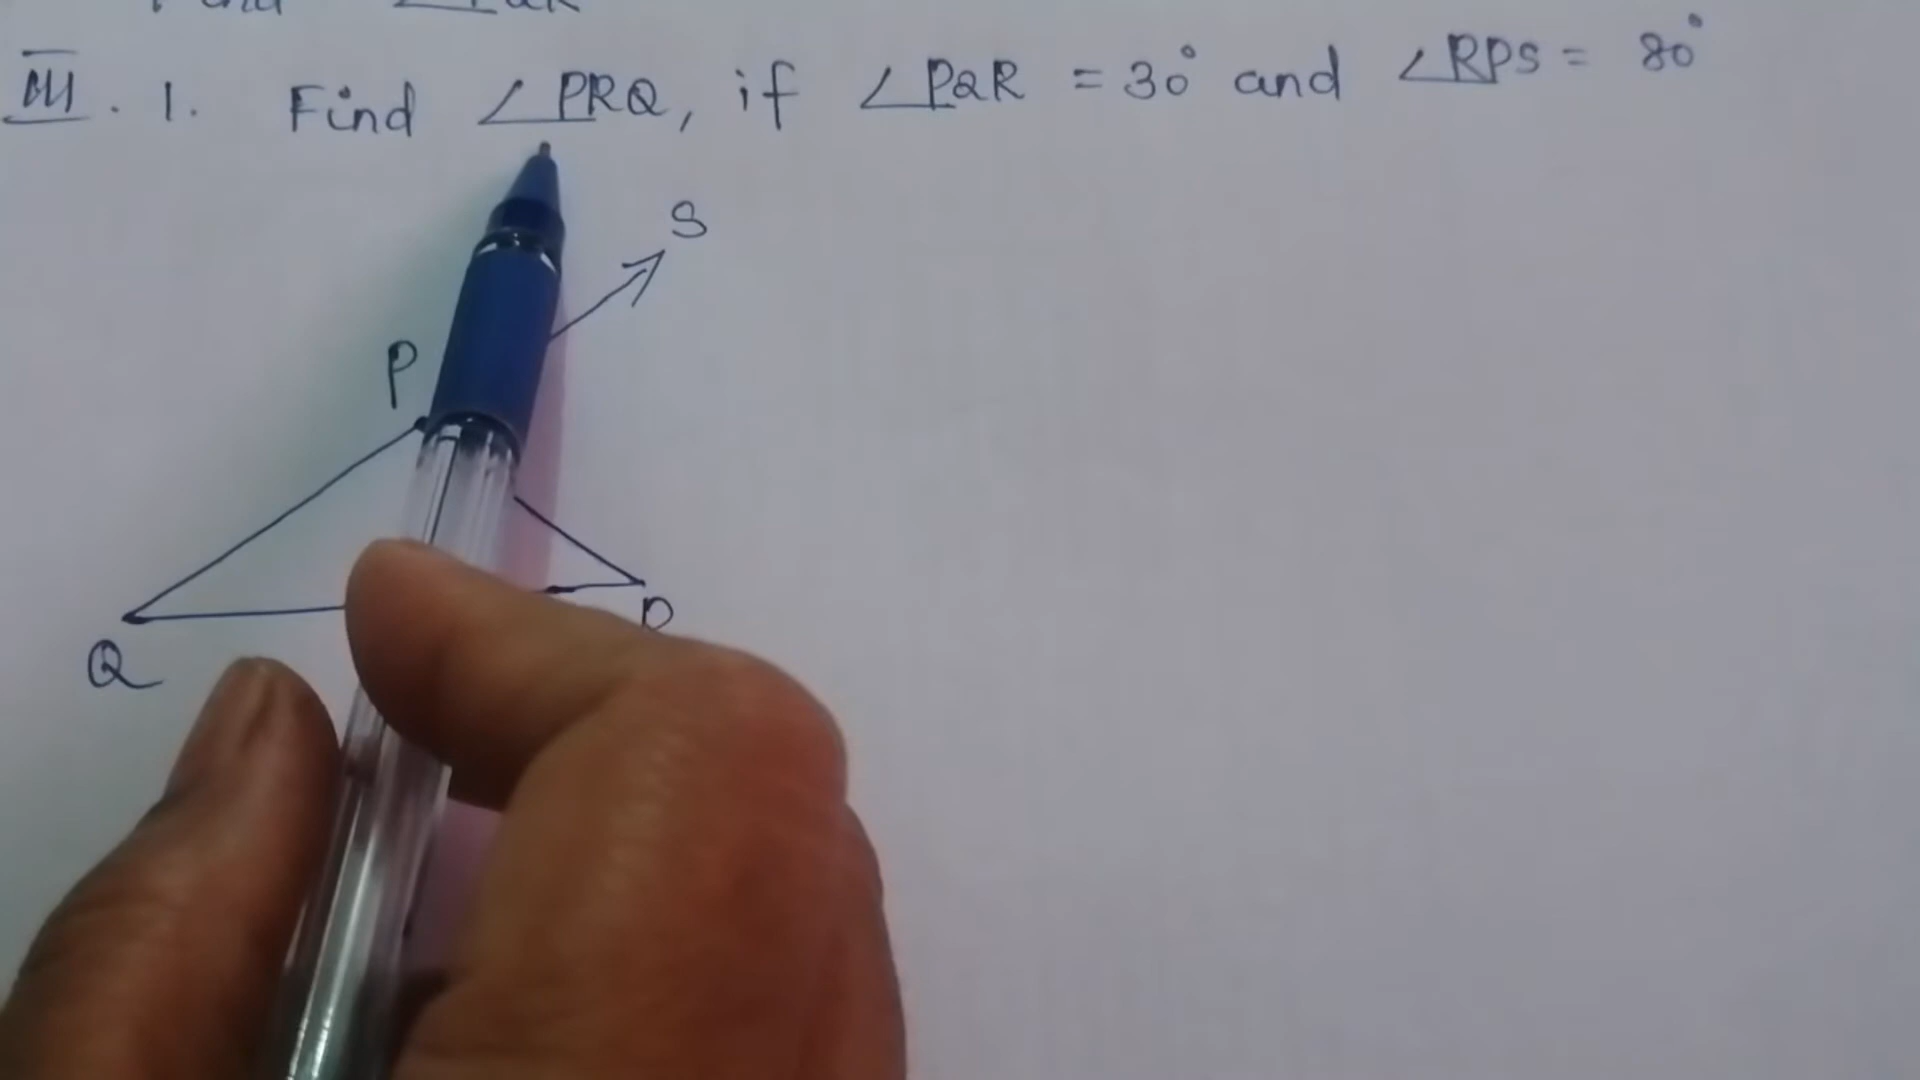 III. 1. Find ∠PRQ, if ∠PQR = 30° and ∠RPS = 80°
S
P
Q